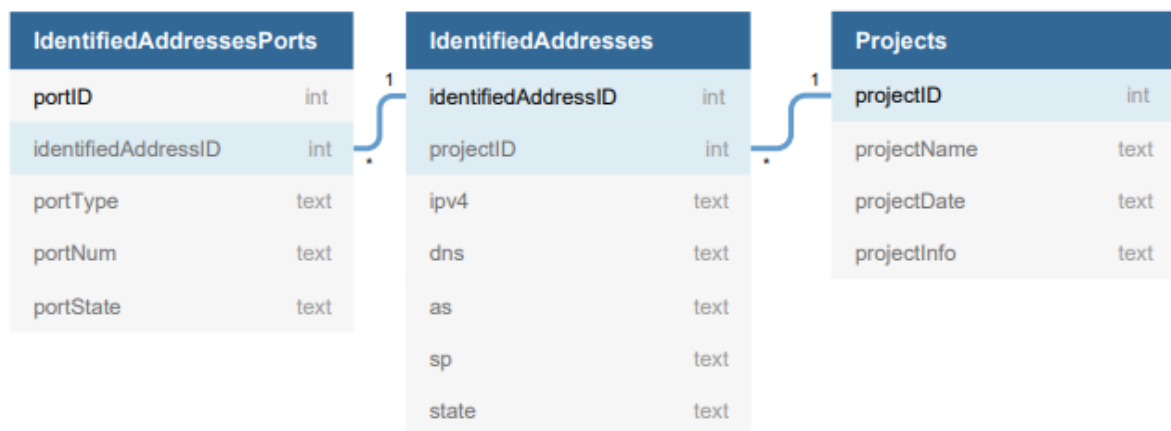 IdentifiedAddressesPorts
portID int
identifiedAddressID int
portType text
portNum text
portState text
1
*
IdentifiedAddresses
identifiedAddressID int
projectID int
ipv4 text
dns text
as text
sp text
state text
1
*
Projects
projectID int
projectName text
projectDate text
projectInfo text